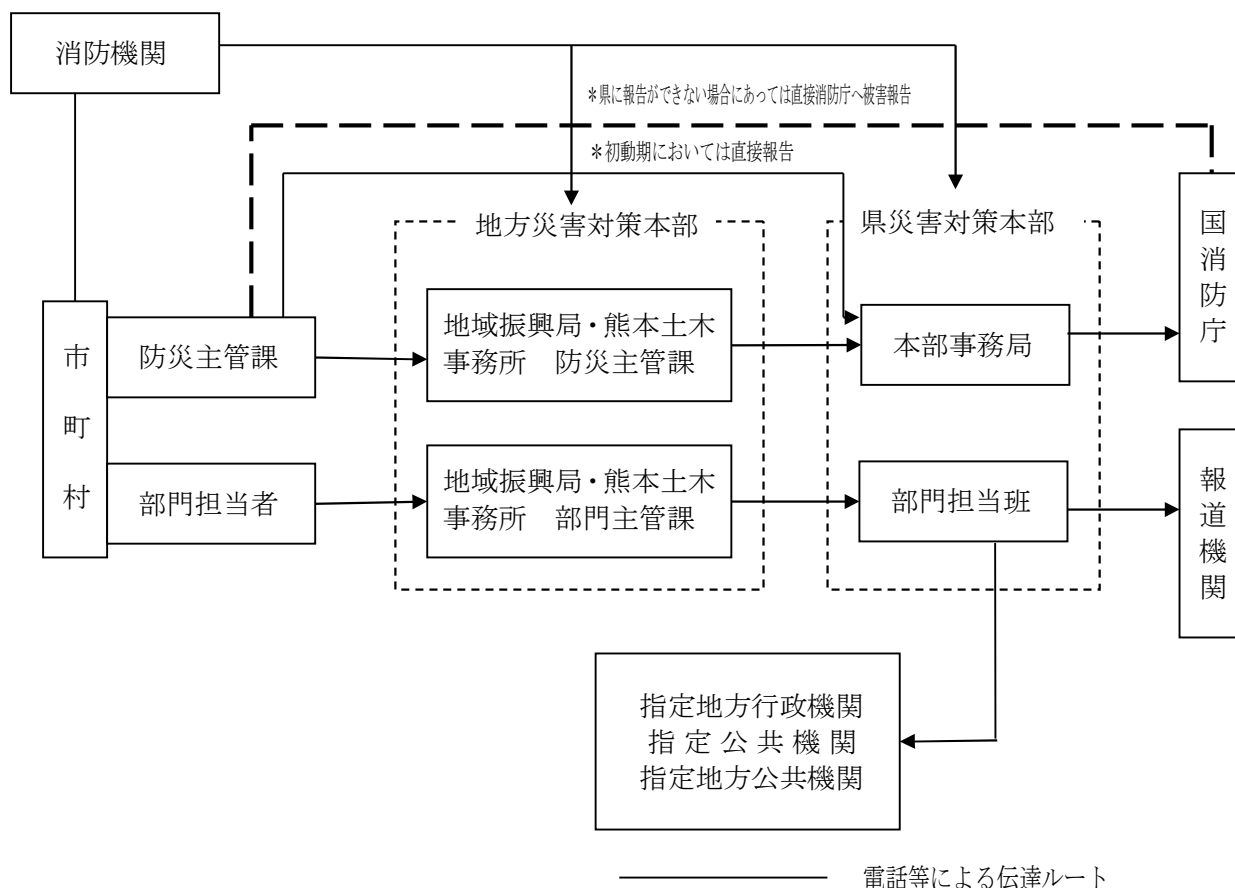 消防機関
＊県に報告ができない場合にあっては直接消防庁へ被害報告
＊初動期においては直接報告
地方災害対策本部
県災害対策本部
国消防庁
市町村
防災主管課
地域振興局・熊本土木
事務所　防災主管課
本部事務局
部門担当者
地域振興局・熊本土木
事務所　部門主管課
部門担当班
報道機関
指定地方行政機関
指定公共機関
指定地方公共機関
電話等による伝達ルート